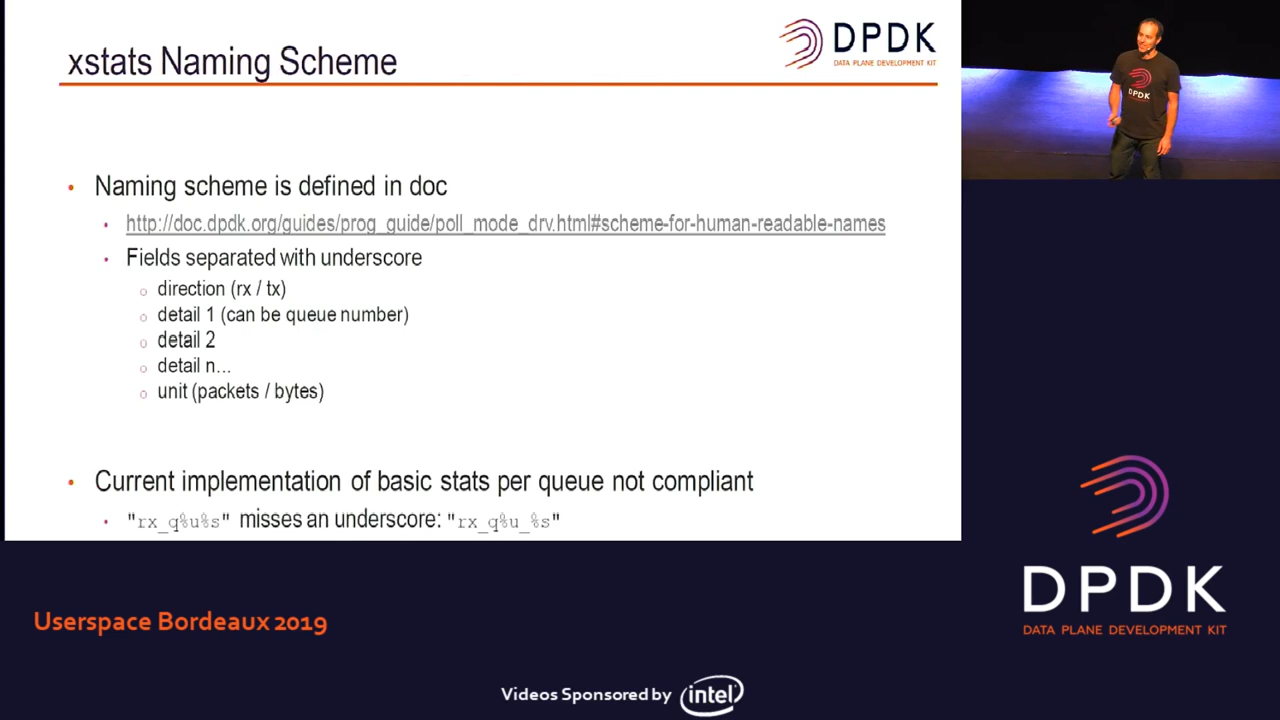 xstats Naming Scheme
DPDK
DATA PLANE DEVELOPMENT KIT
DPDK
• Naming scheme is defined in doc
• http://doc.dpdk.org/guides/prog_guide/poll_mode_drv.html#scheme-for-human-readable-names
• Fields separated with underscore
o direction (rx / tx)
o detail 1 (can be queue number)
o detail 2
o detail n...
o unit (packets / bytes)
• Current implementation of basic stats per queue not compliant
• "rx_q%u%s" misses an underscore: "rx_q%u_%s"
DPDK
DATA PLANE DEVELOPMENT KIT
Userspace Bordeaux 2019
Videos Sponsored by intel